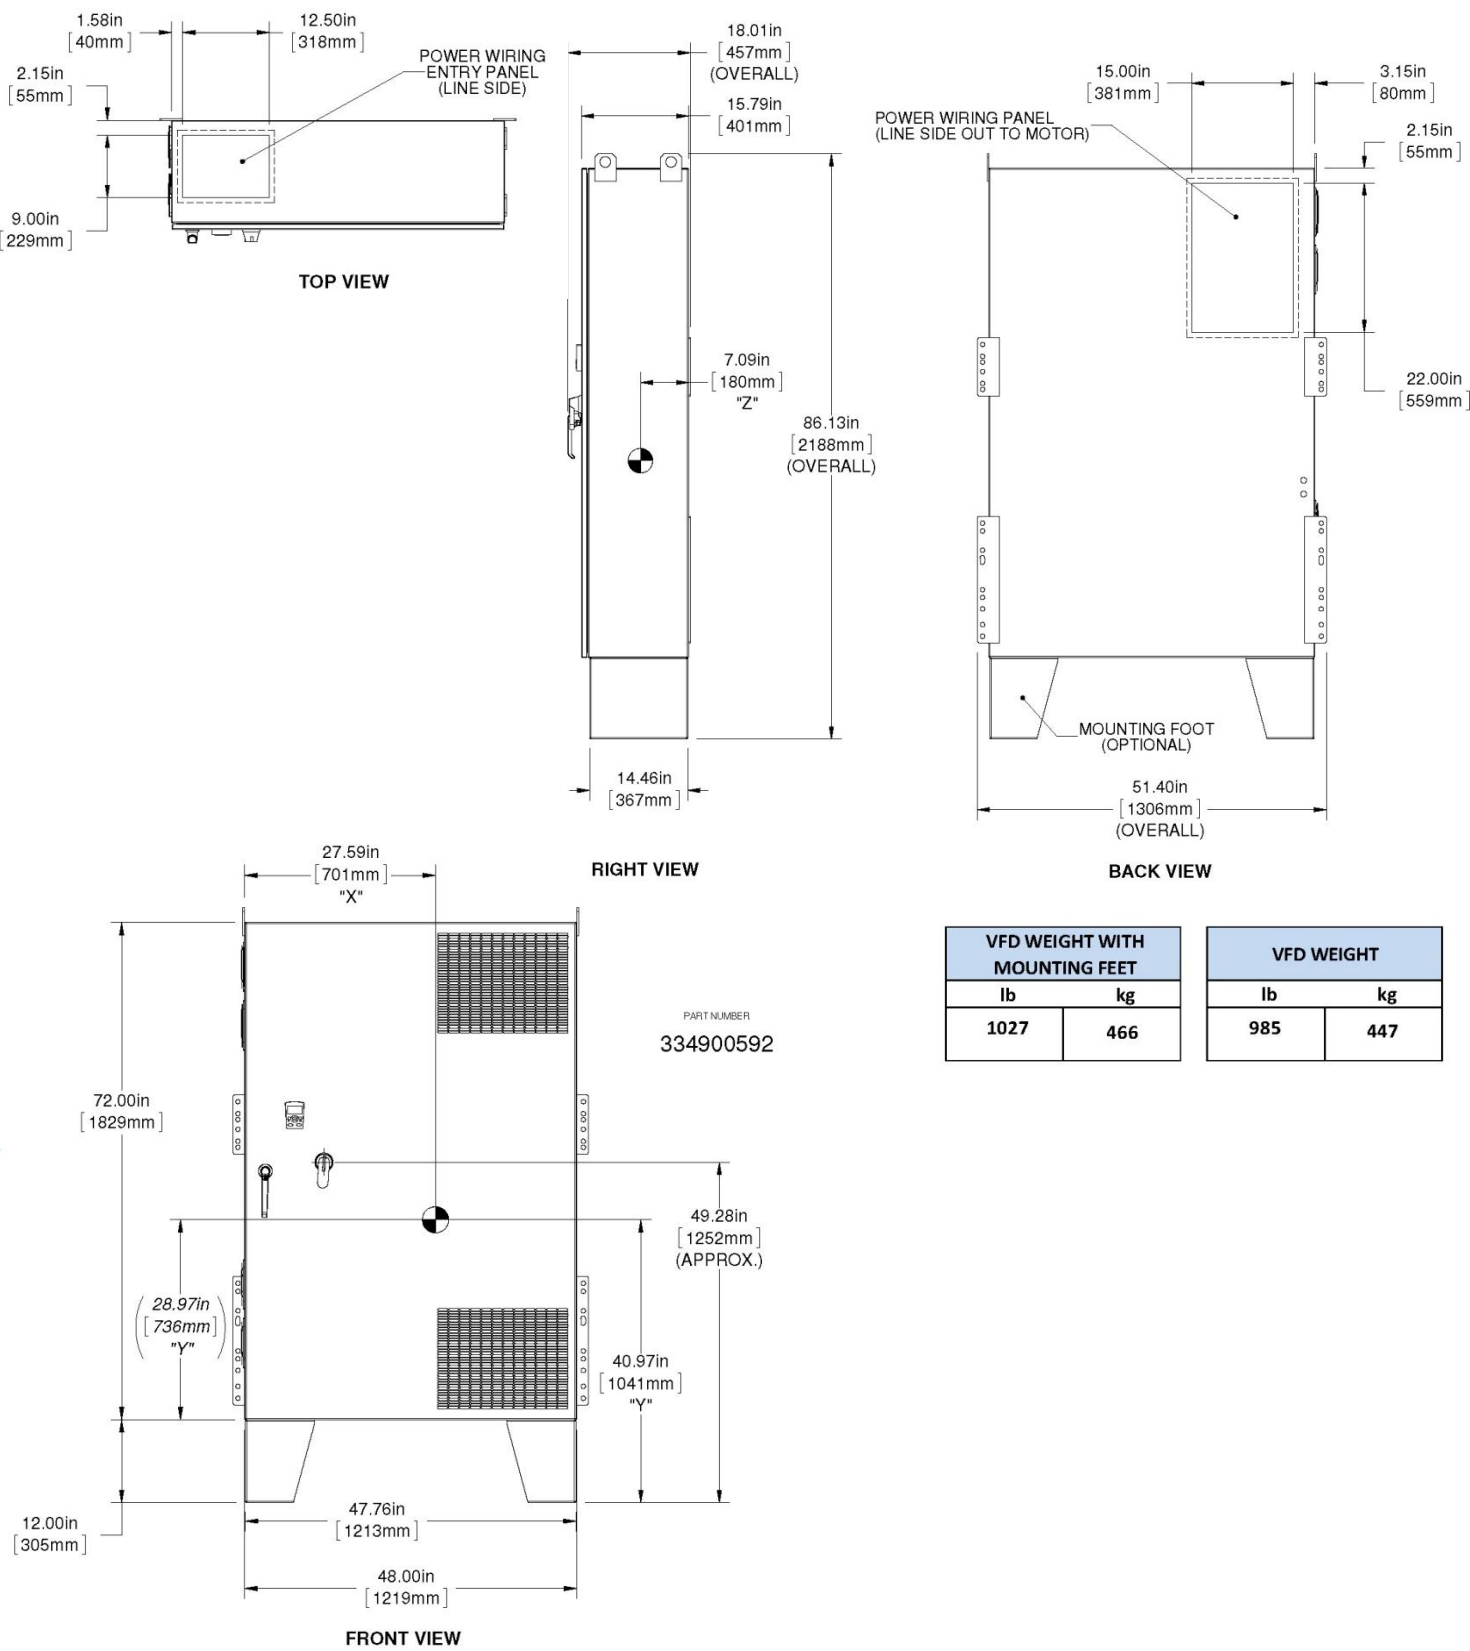 1.58in
[40mm]
12.50in
[318mm]
2.15in
[55mm]
POWER WIRING
ENTRY PANEL
(LINE SIDE)
9.00in
[229mm]
TOP VIEW
18.01in
[457mm]
(OVERALL)
15.79in
[401mm]
7.09in
[180mm]
"Z"
86.13in
[2188mm]
(OVERALL)
14.46in
[367mm]
RIGHT VIEW
15.00in
[381mm]
3.15in
[80mm]
POWER WIRING PANEL
(LINE SIDE OUT TO MOTOR)
2.15in
[55mm]
22.00in
[559mm]
MOUNTING FOOT
(OPTIONAL)
51.40in
[1306mm]
(OVERALL)
BACK VIEW
27.59in
[701mm]
"X"
72.00in
[1829mm]
PART NUMBER
334900592
49.28in
[1252mm]
(APPROX.)
(28.97in
[736mm]
"Y")
40.97in
[1041mm]
"Y"
12.00in
[305mm]
47.76in
[1213mm]
48.00in
[1219mm]
FRONT VIEW
VFD WEIGHT WITH
MOUNTING FEET
lb kg
1027 466
VFD WEIGHT
lb kg
985 447